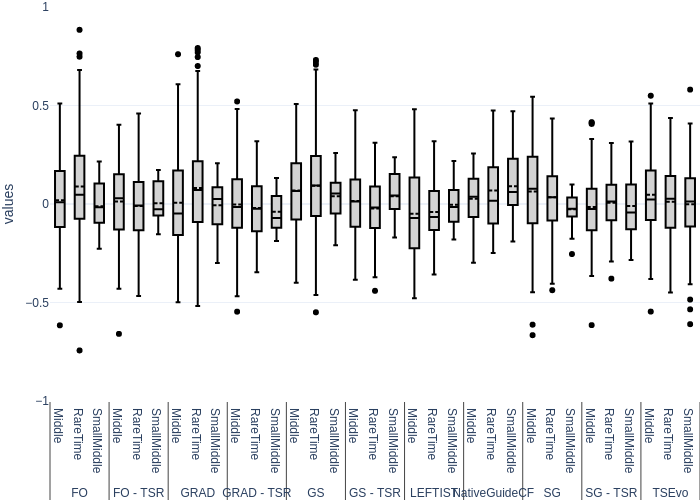 1
0.5
0
−0.5
−1
values
Middle RareTime SmallMiddle Middle RareTime SmallMiddle Middle RareTime SmallMiddle Middle RareTime SmallMiddle Middle RareTime SmallMiddle Middle RareTime SmallMiddle Middle RareTime SmallMiddle Middle RareTime Middle RareTime SmallMiddle Middle RareTime SmallMiddle Middle RareTime SmallMiddle
FO FO - TSR GRAD GRAD - TSR GS GS - TSR LEFTIST NativeGuideCF SG SG - TSR TSEvo